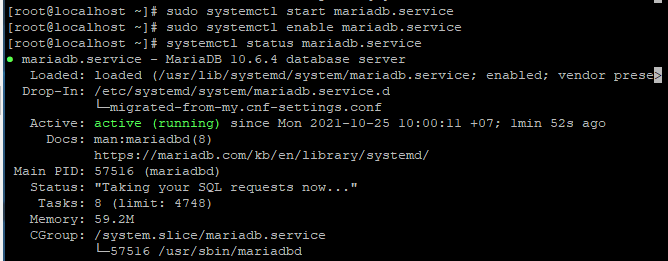 [root@localhost ~]# sudo systemctl start mariadb.service
[root@localhost ~]# sudo systemctl enable mariadb.service
[root@localhost ~]# systemctl status mariadb.service
● mariadb.service - MariaDB 10.6.4 database server
Loaded: loaded (/usr/lib/systemd/system/mariadb.service; enabled; vendor prese>
Drop-In: /etc/systemd/system/mariadb.service.d
└─migrated-from-my.cnf-settings.conf
Active: active (running) since Mon 2021-10-25 10:00:11 +07; 1min 52s ago
Docs: man:mariadbd(8)
https://mariadb.com/kb/en/library/systemd/
Main PID: 57516 (mariadbd)
Status: "Taking your SQL requests now..."
Tasks: 8 (limit: 4748)
Memory: 59.2M
CGroup: /system.slice/mariadb.service
└─57516 /usr/sbin/mariadbd